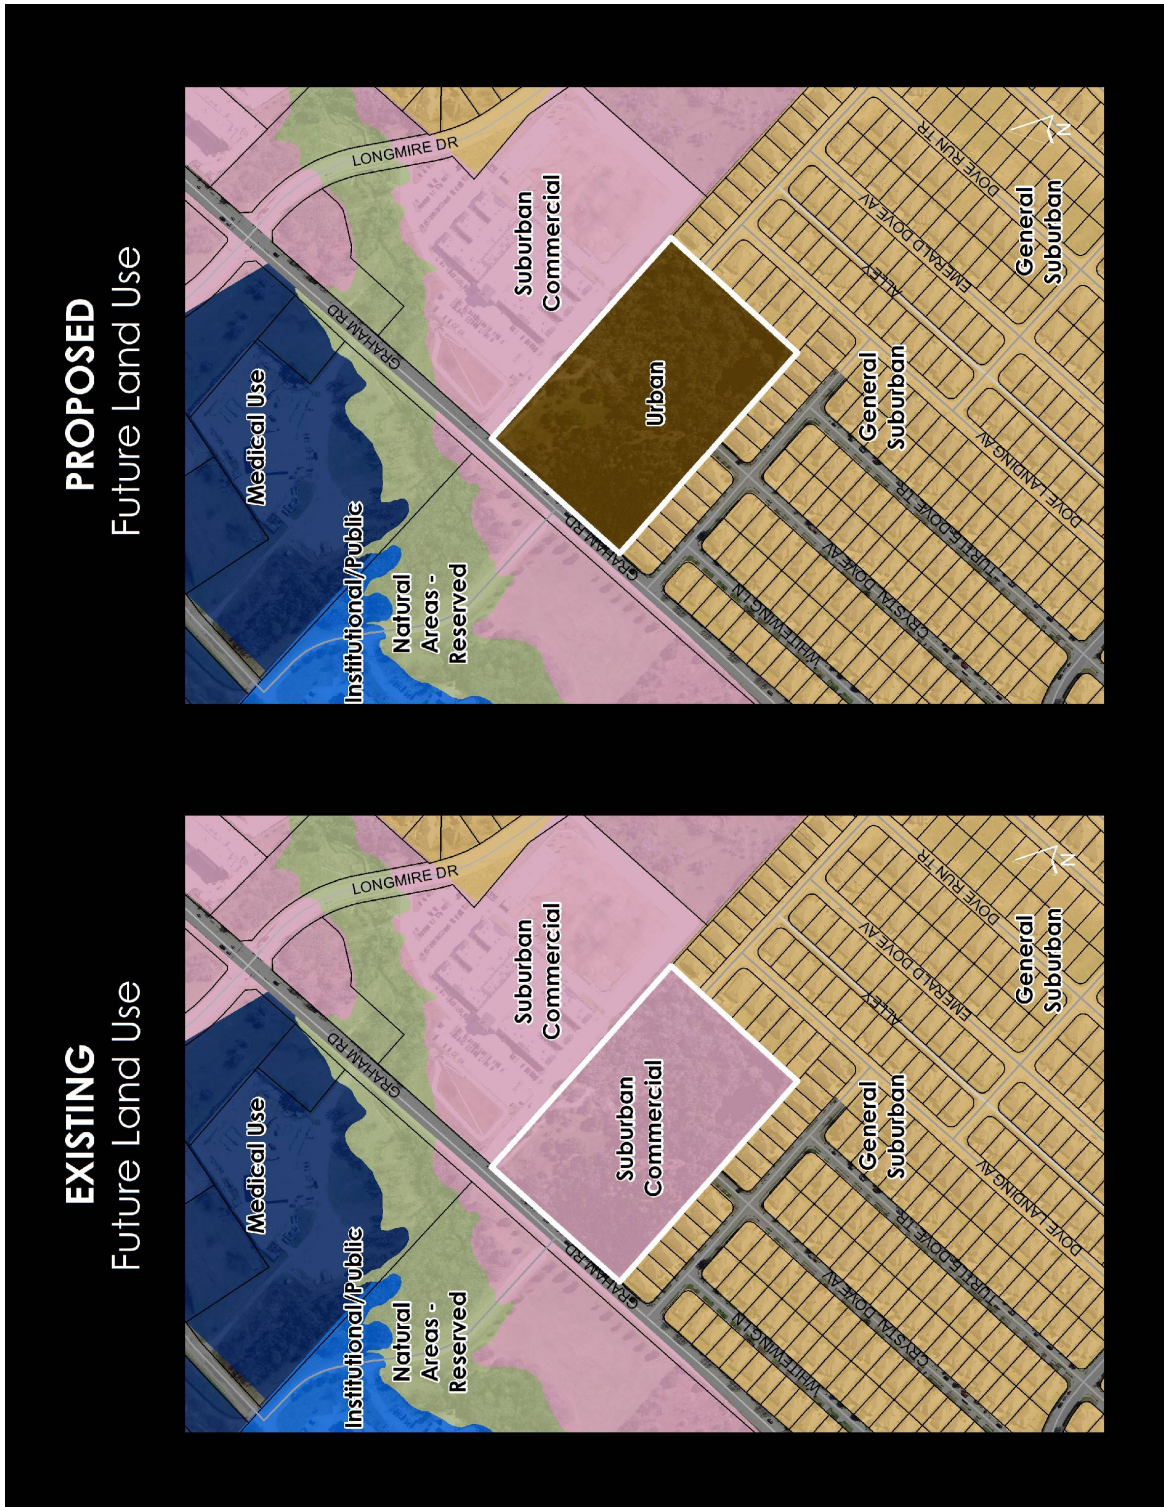 EXISTING
Future Land Use
Medical Use
Institutional/Public
Natural
Areas -
Reserved
LONGMIRE DR
GRAHAM RD
GRAHAM RD
GRAHAM RD
Suburban
Commercial
Suburban
Commercial
General
Suburban
General
Suburban
WHITEWING LN
CRYSTAL DOVE AV
TURTLE DOVE TR
DOVE LANDING AV
ALLEY
EMERALD DOVE AV
DOVE RUN TR
N
PROPOSED
Future Land Use
Medical Use
Institutional/Public
Natural
Areas -
Reserved
LONGMIRE DR
GRAHAM RD
GRAHAM RD
GRAHAM RD
Suburban
Commercial
Urban
General
Suburban
General
Suburban
WHITEWING LN
CRYSTAL DOVE AV
TURTLE DOVE TR
DOVE LANDING AV
ALLEY
EMERALD DOVE AV
DOVE RUN TR
N